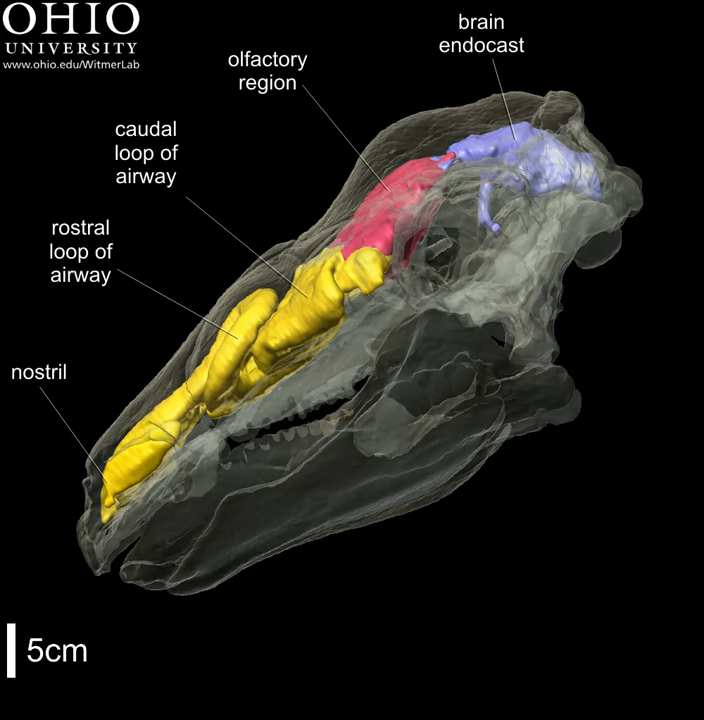 OHIO
UNIVERSITY
www.ohio.edu/WitmerLab
brain
endocast
olfactory
region
caudal
loop of
airway
rostral
loop of
airway
nostril
5cm